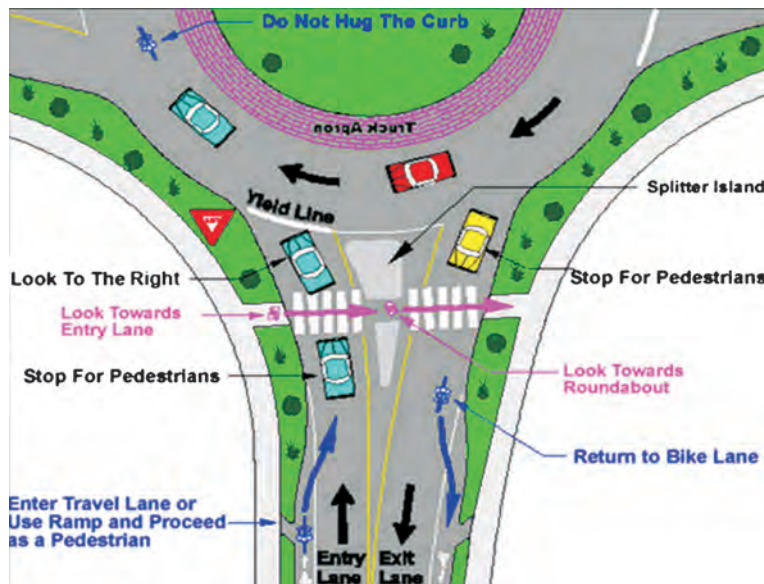 Do Not Hug The Curb
Truck Apron
Splitter Island
Yield Line
Look To The Right
Stop For Pedestrians
Look Towards
Entry Lane
Stop For Pedestrians
Look Towards
Roundabout
Return to Bike Lane
Enter Travel Lane or
Use Ramp and Proceed
as a Pedestrian
Entry
Lane
Exit
Lane